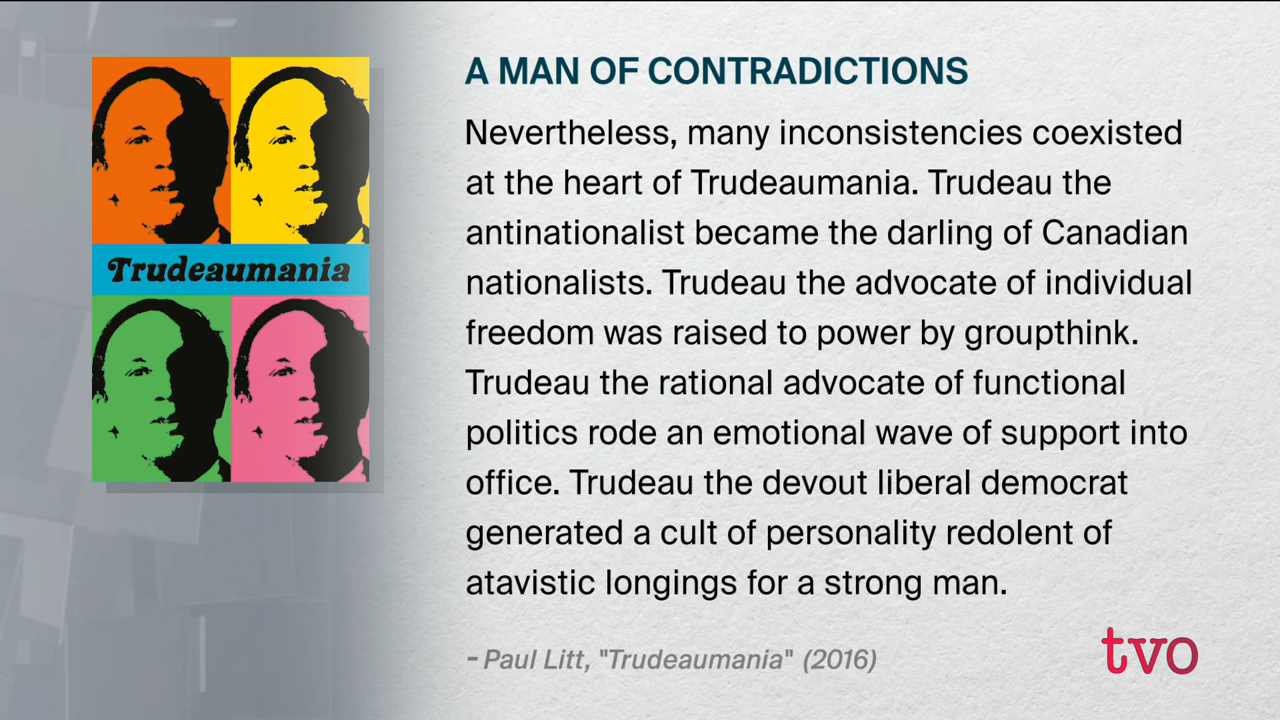 A MAN OF CONTRADICTIONS
Nevertheless, many inconsistencies coexisted
at the heart of Trudeaumania. Trudeau the
antinationalist became the darling of Canadian
nationalists. Trudeau the advocate of individual
freedom was raised to power by groupthink.
Trudeau the rational advocate of functional
politics rode an emotional wave of support into
office. Trudeau the devout liberal democrat
generated a cult of personality redolent of
atavistic longings for a strong man.
- Paul Litt, "Trudeaumania" (2016)
Trudeaumania
tvo